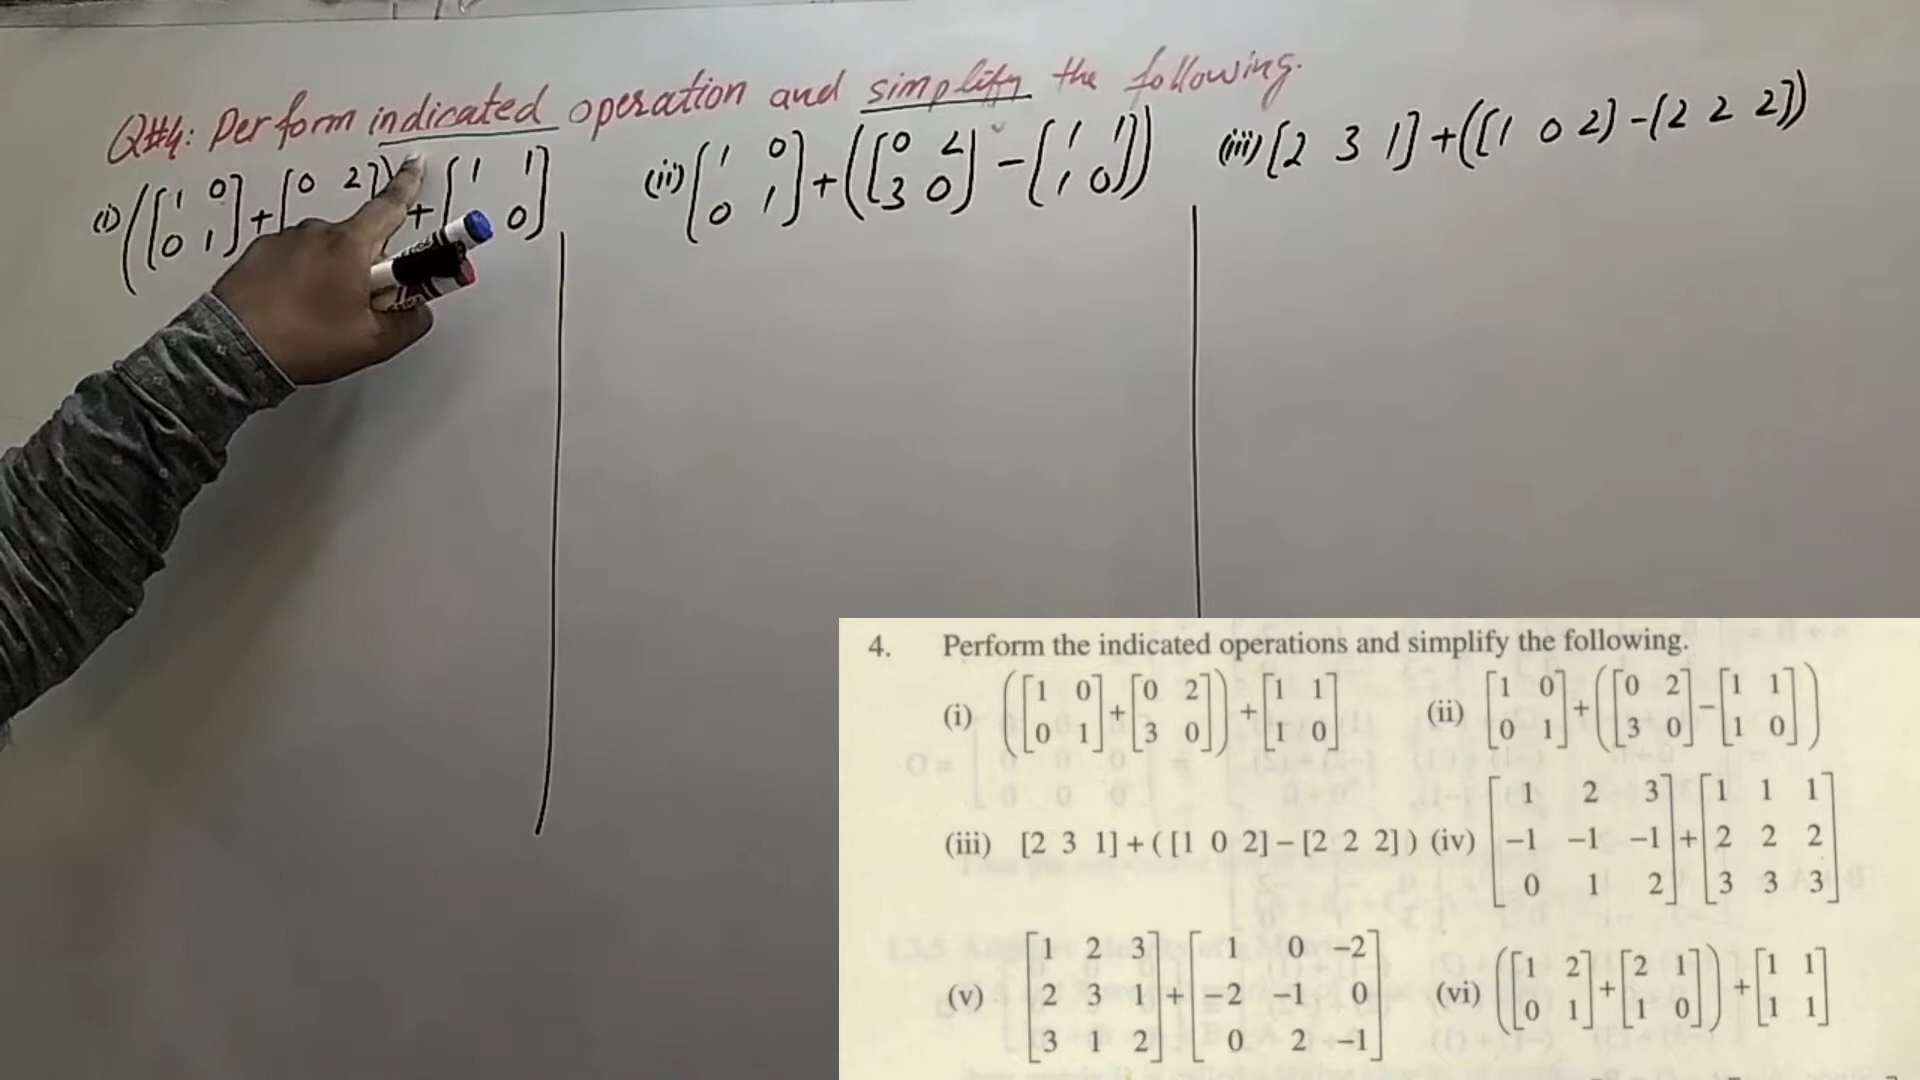 Q#4: Perform indicated operation and simplify the following.
(i) ([1 0] + [0 2]) + [1 1]
[0 1] [ 0]
(ii) [1 0] + ([0 2] - [1 1])
[0 1] [3 0] [1 0]
(iii) [2 3 1] + ([1 0 2] - [2 2 2])
4. Perform the indicated operations and simplify the following.
(i) ([1 0] + [0 2]) + [1 1]
[0 1] [3 0] [1 0]
(ii) [1 0] + ([0 2] - [1 1])
[0 1] [3 0] [1 0]
(iii) [2 3 1] + ([1 0 2] - [2 2 2])
(iv) [1 2 3] + [1 1 1]
[-1 -1 -1] [2 2 2]
[0 1 2] [3 3 3]
(v) [1 2 3] + [1 0 -2]
[2 3 1] [-2 -1 0]
[3 1 2] [0 2 -1]
(vi) ([1 2] + [2 1]) + [1 1]
[0 1] [1 0] [1 1]